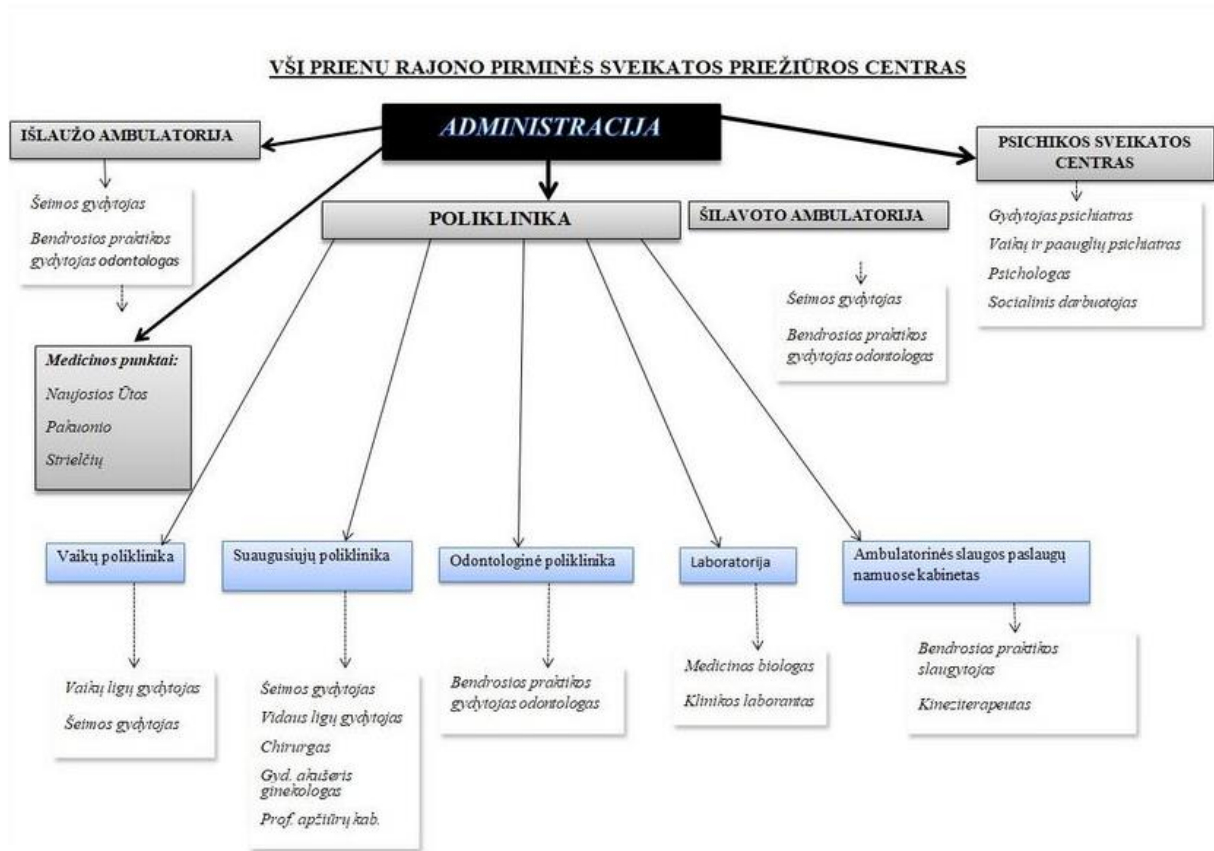 VŠĮ PRIENŲ RAJONO PIRMINĖS SVEIKATOS PRIEŽIŪROS CENTRAS
ADMINISTRACIJA
IŠLAUŽO AMBULATORIJA
Šeimos gydytojas
Bendrosios praktikos
gydytojas odontologas
Medicinos punktai:
Naujosios Ūtos
Pakuonio
Strielčių
POLIKLINIKA
ŠILAVOTO AMBULATORIJA
Šeimos gydytojas
Bendrosios praktikos
gydytojas odontologas
PSICHIKOS SVEIKATOS
CENTRAS
Gydytojas psichiatras
Vaikų ir paauglių psichiatras
Psichologas
Socialinis darbuotojas
Vaikų poliklinika
Vaikų ligų gydytojas
Šeimos gydytojas
Suaugusiujų poliklinika
Šeimos gydytojas
Vidaus ligų gydytojas
Chirurgas
Gyd. akušeris
ginekologas
Prof. apžiūrų kab.
Odontologinė poliklinika
Bendrosios praktikos
gydytojas odontologas
Laboratorija
Medicinos biologas
Klinikos laborantas
Ambulatorinės slaugos paslaugų
namuose kabinetas
Bendrosios praktikos
slaugytojas
Kineziterapeutas